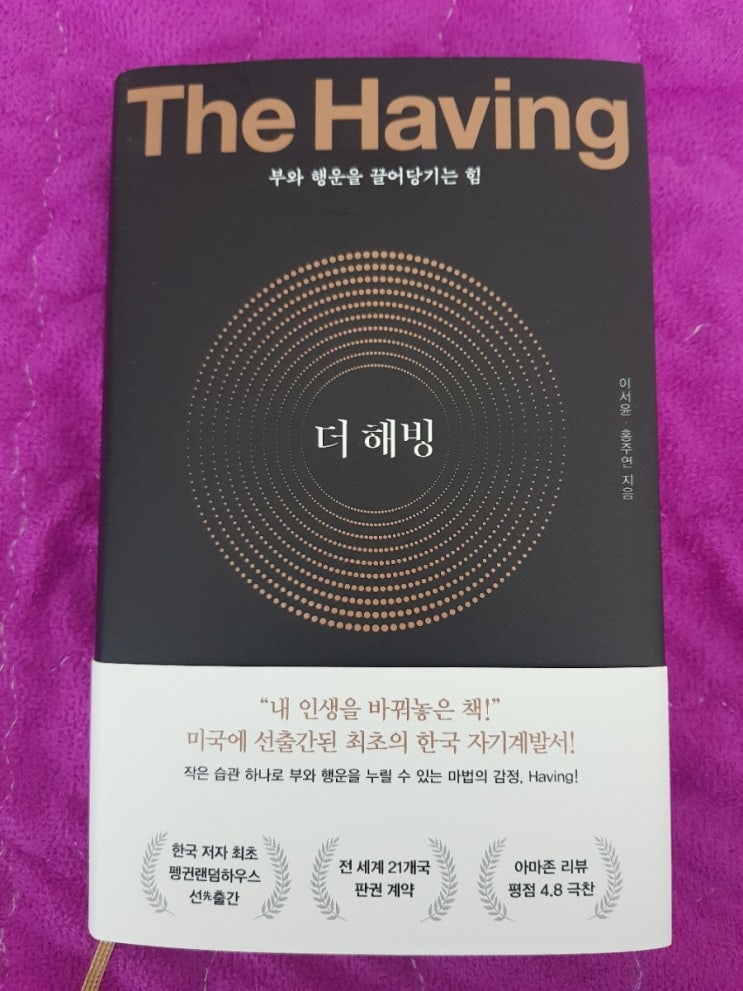 The Having
부와 행운을 끌어당기는 힘
더 해빙
이서윤 홍주연 지음
“내 인생을 바꿔놓은 책!”
미국에 선출간된 최초의 한국 자기계발서!
작은 습관 하나로 부와 행운을 누릴 수 있는 마법의 감정, Having!
한국 저자 최초
펭귄랜덤하우스
선先출간
전 세계 21개국
판권 계약
아마존 리뷰
평점 4.8 극찬